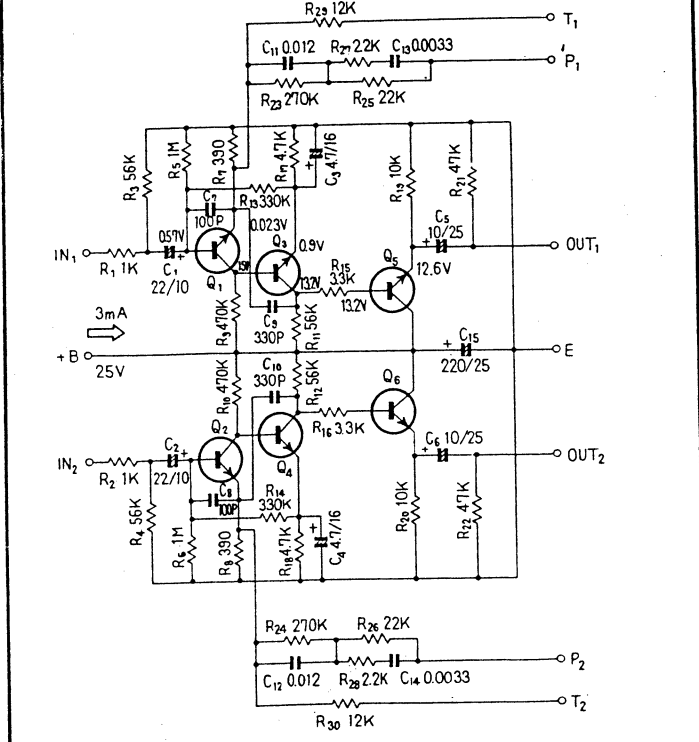 R29 12K
T1
C11 0.012 R27 2.2K C13 0.0033
P1
R23 270K R25 22K
R3 56K
R5 1M
R7 390
R17 4.7K
+ C3 4.7/16
R19 10K
R21 47K
C7
100P
R13 330K
0.023V
0.57V
IN1
R1 1K
C1 +
22/10
Q1
1.5V
Q3
0.9V
13.2V
R15
3.3K
13.2V
Q5
12.6V
+ C5
10/25
OUT1
R9 470K
C9
330P
R11 56K
3mA
+B
25V
+ C15
220/25
E
R10 470K
C10
330P
R12 56K
Q6
R16 3.3K
Q2
Q4
IN2
R2 1K
C2 +
22/10
C8
100P
R14
330K
+ C6 10/25
OUT2
R4 56K
R6 1M
R8 390
R18 4.7K
+ C4 4.7/16
R20 10K
R22 47K
R24 270K R26 22K
P2
C12 0.012 R28 2.2K C14 0.0033
T2
R30 12K